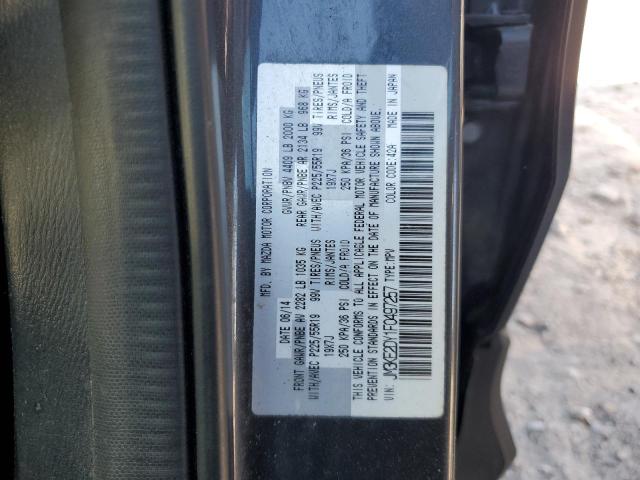 MFD. BY MAZDA MOTOR CORPORATION
DATE: 06/14 GVWR/PNBV 4409 LB 2000 KG
FRONT GAWR/PNBE AV 2282 LB 1035 KG REAR GAWR/PNBE AR 2134 LB 968 KG
WITH/AVEC P225/55R19 99V TIRES/PNEUS WITH/AVEC P225/55R19 99V TIRES/PNEUS
19X7J RIMS/JANTES 19X7J RIMS/JANTES
250 KPA/36 PSI COLD/A FROID 250 KPA/36 PSI COLD/A FROID
THIS VEHICLE CONFORMS TO ALL APPLICABLE FEDERAL MOTOR VEHICLE SAFETY AND THEFT
PREVENTION STANDARDS IN EFFECT ON THE DATE OF MANUFACTURE SHOWN ABOVE.
VIN: JM3KE2DY1F0497267 TYPE: MPV COLOR CODE: 42A MADE IN JAPAN